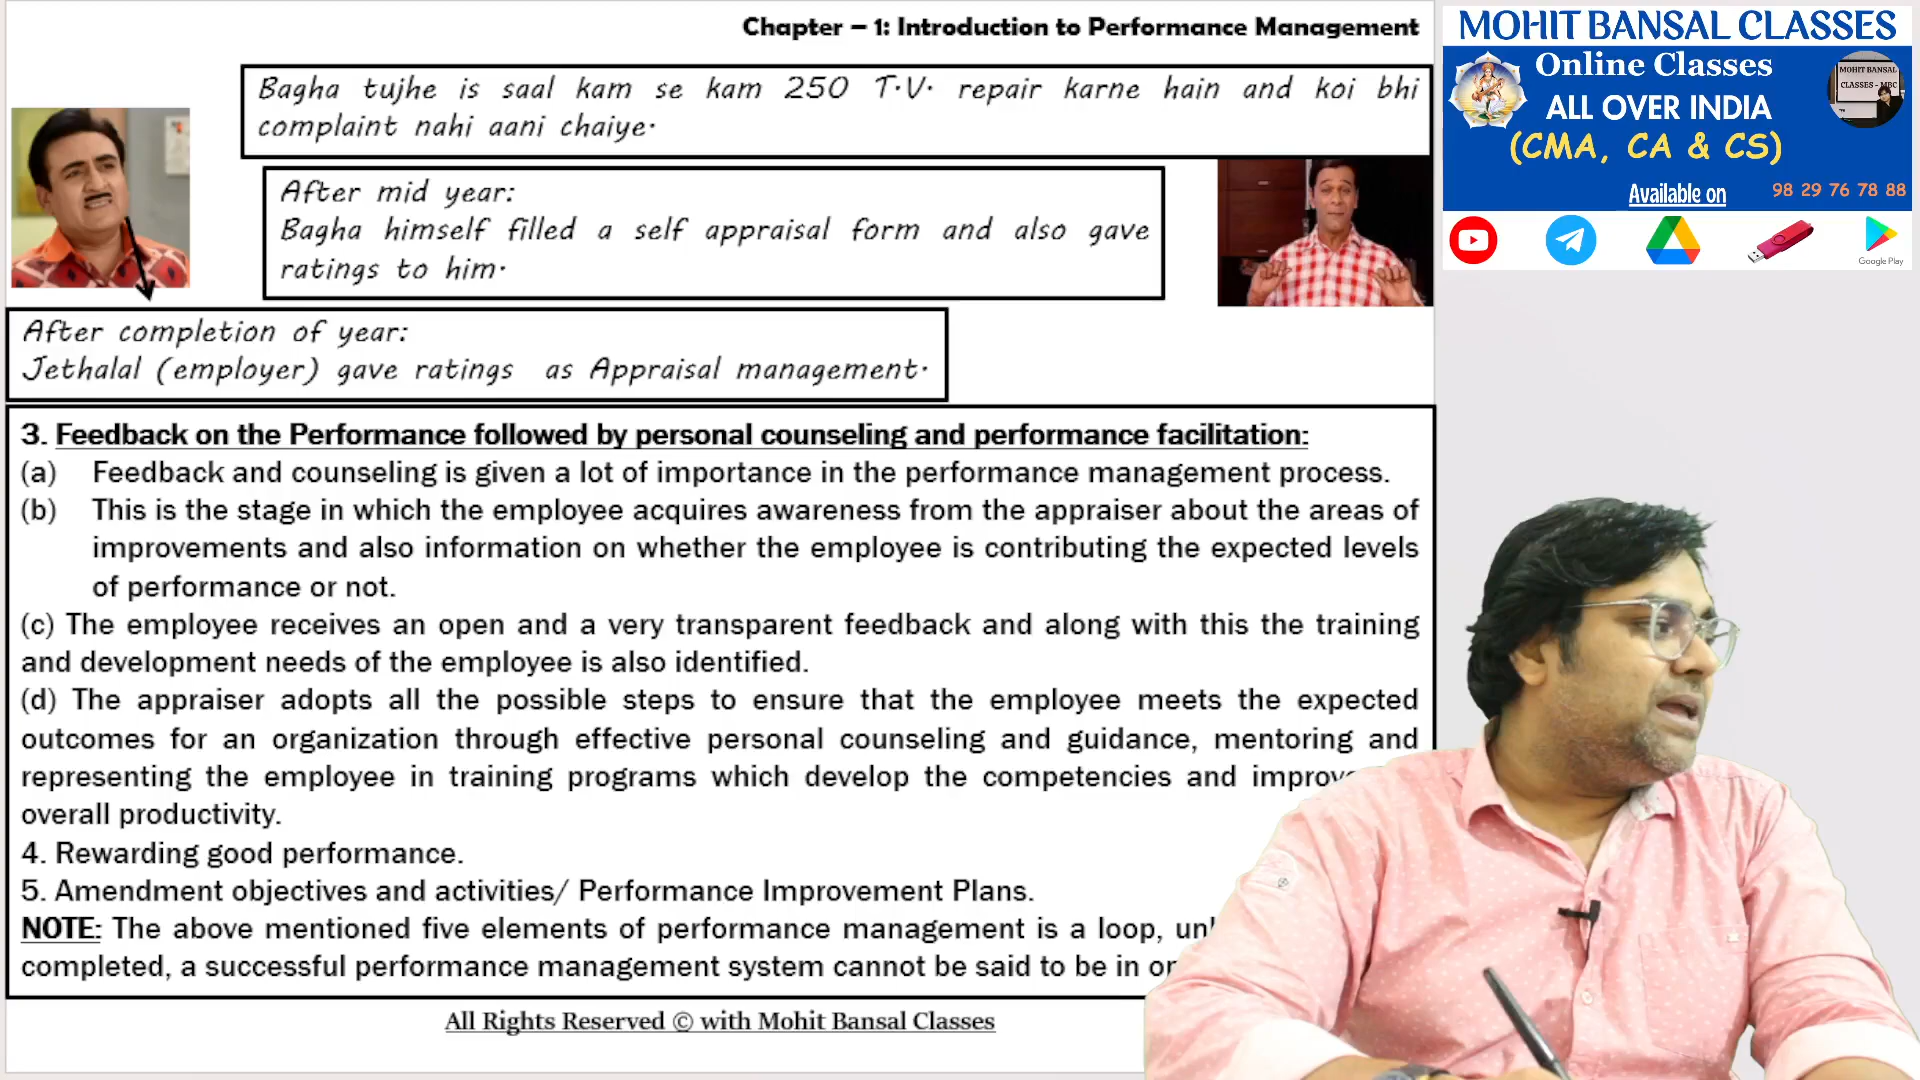 Chapter – 1: Introduction to Performance Management
Bagha tujhe is saal kam se kam 250 T.V. repair karne hain and koi bhi
complaint nahi aani chaiye.
After mid year:
Bagha himself filled a self appraisal form and also gave
ratings to him.
After completion of year:
Jethalal (employer) gave ratings as Appraisal management.
3. Feedback on the Performance followed by personal counseling and performance facilitation:
(a) Feedback and counseling is given a lot of importance in the performance management process.
(b) This is the stage in which the employee acquires awareness from the appraiser about the areas of
improvements and also information on whether the employee is contributing the expected levels
of performance or not.
(c) The employee receives an open and a very transparent feedback and along with this the training
and development needs of the employee is also identified.
(d) The appraiser adopts all the possible steps to ensure that the employee meets the expected
outcomes for an organization through effective personal counseling and guidance, mentoring and
representing the employee in training programs which develop the competencies and
overall productivity.
4. Rewarding good performance.
5. Amendment objectives and activities/ Performance Improvement Plans.
NOTE: The above mentioned five elements of performance management is a loop,
completed, a successful performance management system cannot be said to be in
All Rights Reserved © with Mohit Bansal Classes
MOHIT BANSAL CLASSES
Online Classes
ALL OVER INDIA
(CMA, CA & CS)
Available on 98 29 76 78 88
MOHIT BANSAL
CLASSES - MBC
Google Play